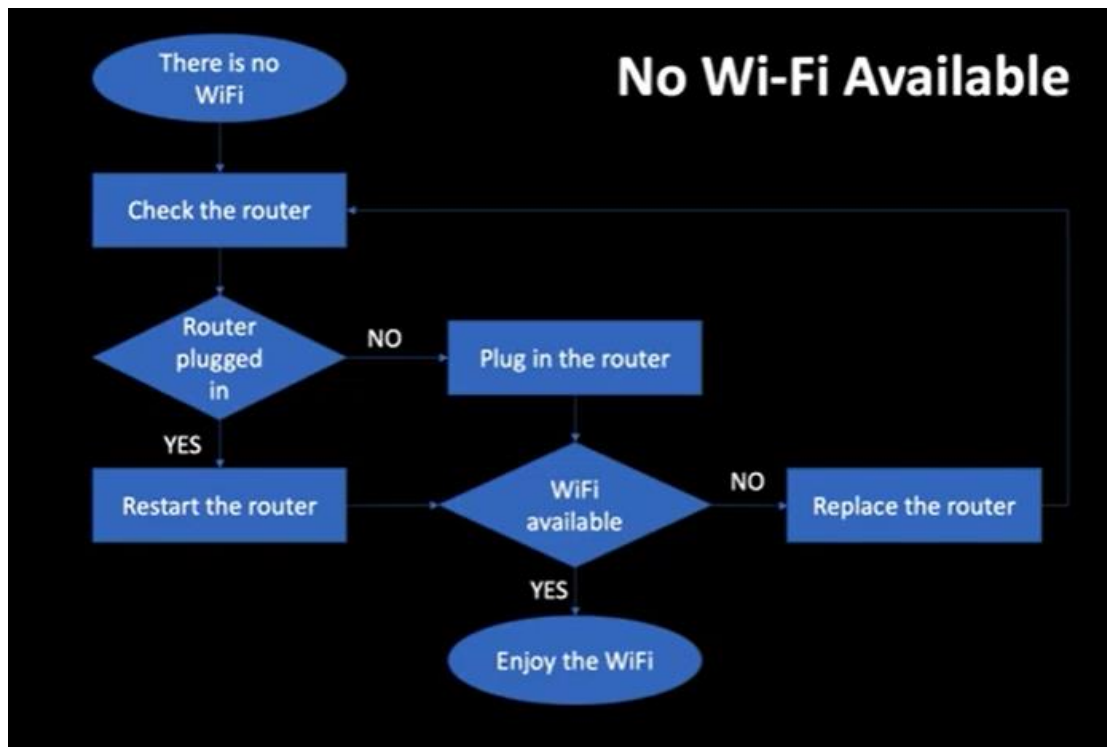 No Wi-Fi Available
There is no
WiFi
Check the router
Router
plugged
in
NO
Plug in the router
YES
Restart the router
WiFi
available
NO
Replace the router
YES
Enjoy the WiFi